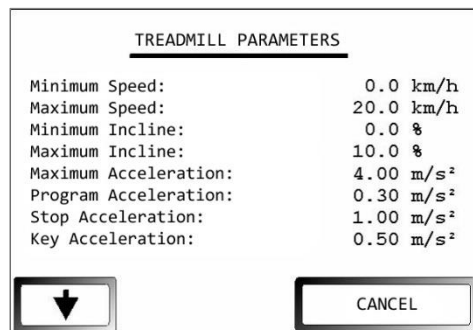 TREADMILL PARAMETERS
Minimum Speed: 0.0 km/h
Maximum Speed: 20.0 km/h
Minimum Incline: 0.0 %
Maximum Incline: 10.0 %
Maximum Acceleration: 4.00 m/s²
Program Acceleration: 0.30 m/s²
Stop Acceleration: 1.00 m/s²
Key Acceleration: 0.50 m/s²
CANCEL